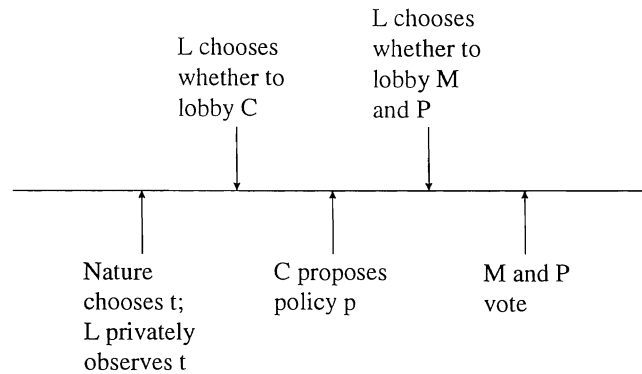 L chooses
whether to
lobby C
L chooses
whether to
lobby M
and P
Nature
chooses t;
L privately
observes t
C proposes
policy p
M and P
vote